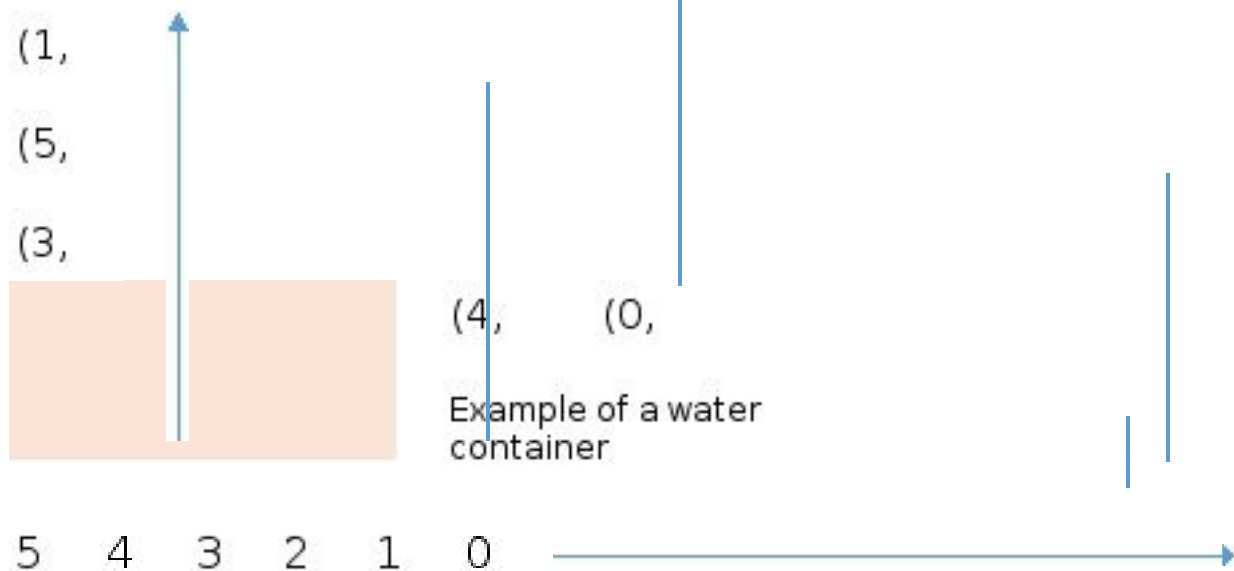 (1,
(5,
(3,
(4, (0,
Example of a water
container
5 4 3 2 1 0